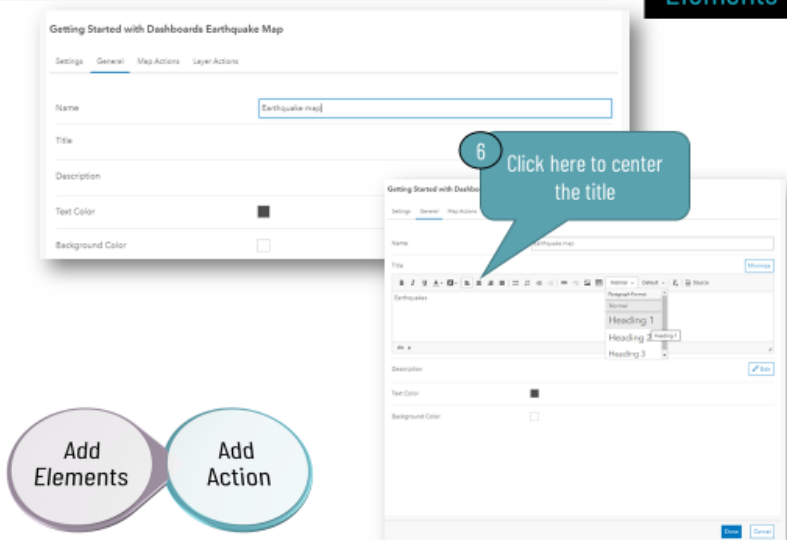 Elements
Getting Started with Dashboards Earthquake Map
Settings General Map Actions Layer Actions
Name Earthquake map
Title
Description
Text Color
Background Color
6
Click here to center
the title
Getting Started with Dashbo
Settings General Map Actions
Name Earthquake map
Title
B I U A Normal Default Source
Earthquakes
Paragraph Format
Normal
Heading 1
Heading 2 Heading 1
Heading 3
Description Edit
Text Color
Background Color
Done Cancel
Add
Elements
Add
Action